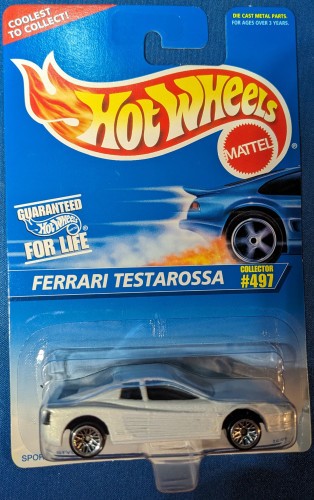 COOLEST
TO COLLECT!
DIE CAST METAL PARTS.
FOR AGES OVER 3 YEARS.
Hot Wheels
®
MATTEL
GUARANTEED
Hot Wheels
FOR LIFE
FERRARI TESTAROSSA
COLLECTOR
#497